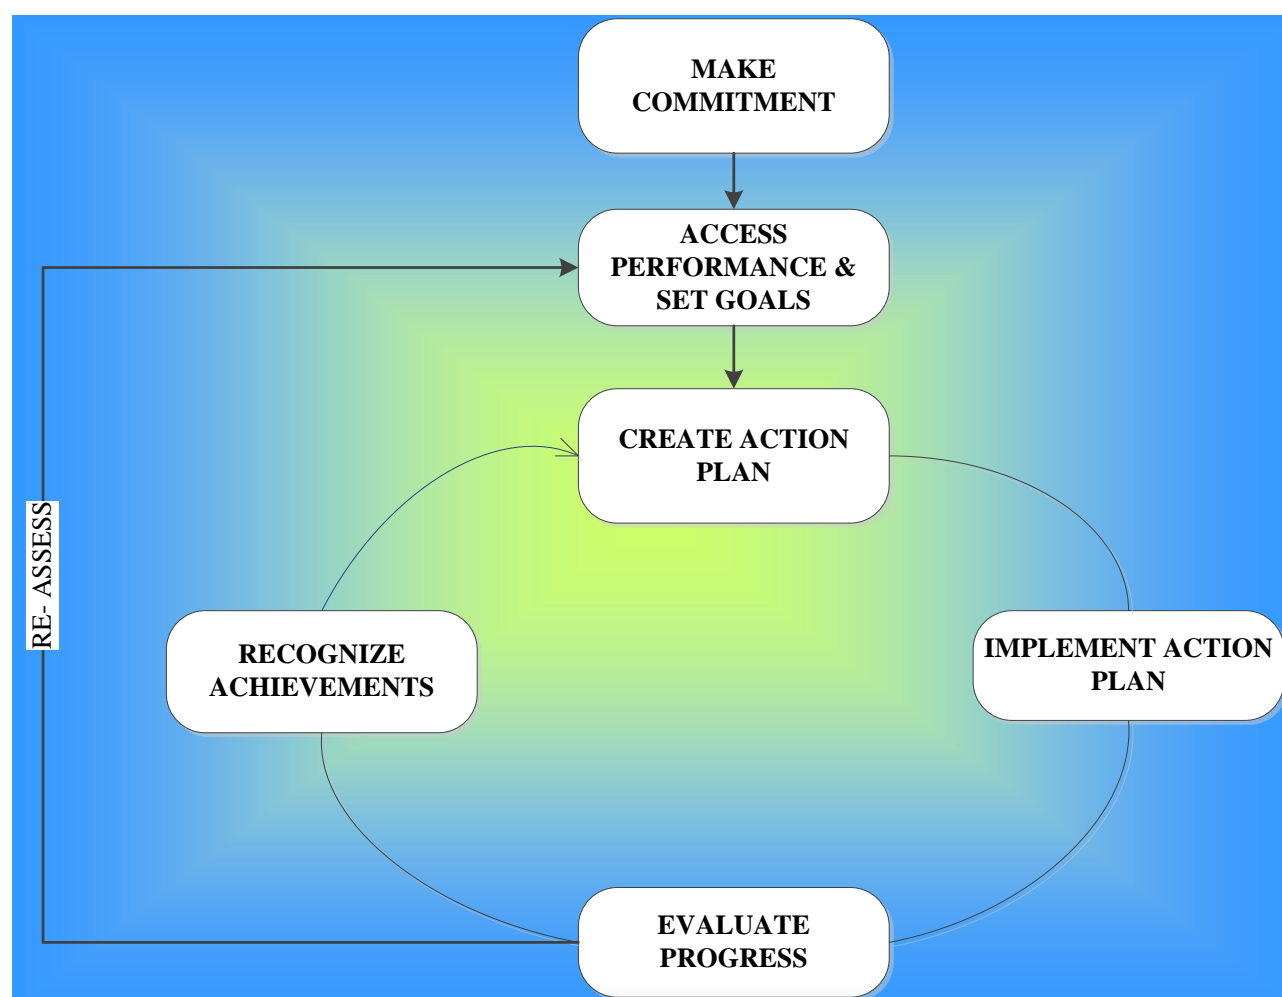 MAKE
COMMITMENT
ACCESS
PERFORMANCE &
SET GOALS
CREATE ACTION
PLAN
RE- ASSESS
RECOGNIZE
ACHIEVEMENTS
IMPLEMENT ACTION
PLAN
EVALUATE
PROGRESS